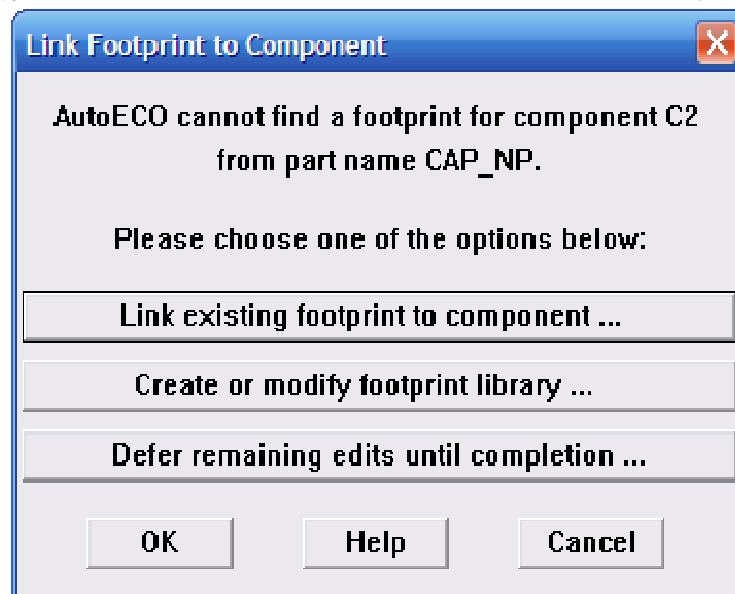 Link Footprint to Component
AutoECO cannot find a footprint for component C2
from part name CAP_NP.
Please choose one of the options below:
Link existing footprint to component ...
Create or modify footprint library ...
Defer remaining edits until completion ...
OK Help Cancel